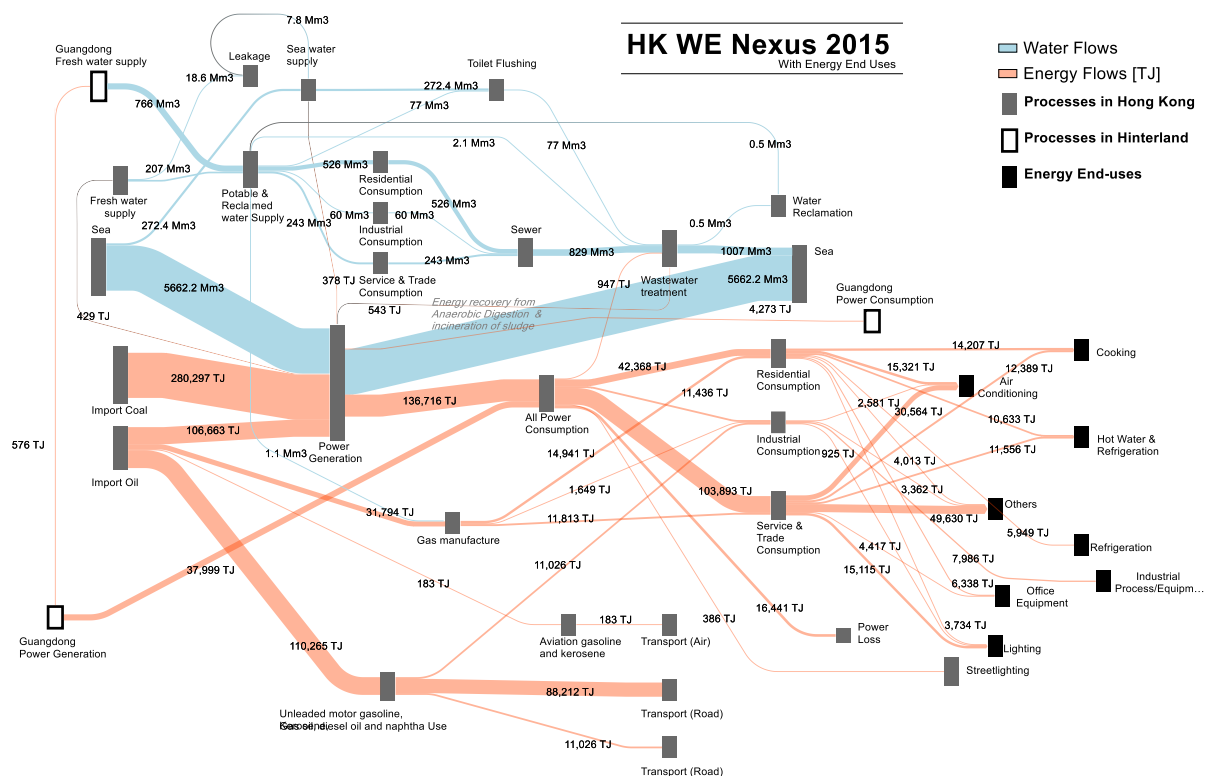 HK WE Nexus 2015
With Energy End Uses
Water Flows
Energy Flows [TJ]
Processes in Hong Kong
Processes in Hinterland
Energy End-uses
7.8 Mm3
Guangdong
Fresh water supply
Leakage
Sea water
supply
Toilet Flushing
18.6 Mm3
272.4 Mm3
766 Mm3
77 Mm3
2.1 Mm3
77 Mm3
0.5 Mm3
207 Mm3
526 Mm3
Residential
Consumption
Fresh water
supply
Potable &
Reclaimed
water Supply
526 Mm3
Water
Reclamation
272.4 Mm3
243 Mm3
60 Mm3
60 Mm3
Industrial
Consumption
0.5 Mm3
Sea
Sewer
829 Mm3
1007 Mm3
Sea
243 Mm3
378 TJ
Service & Trade
Consumption
947 TJ
Wastewater
treatment
5662.2 Mm3
5662.2 Mm3
Guangdong
Power Consumption
Energy recovery from
Anaerobic Digestion &
incineration of sludge
543 TJ
4,273 TJ
429 TJ
14,207 TJ
Cooking
42,368 TJ
Residential
Consumption
15,321 TJ
12,389 TJ
280,297 TJ
Air
Conditioning
11,436 TJ
2,581 TJ
30,564 TJ
136,716 TJ
Import Coal
All Power
Consumption
10,633 TJ
106,663 TJ
Power
Generation
Industrial
Consumption
Hot Water &
Refrigeration
576 TJ
1.1 Mm3
14,941 TJ
925 TJ
11,556 TJ
4,013 TJ
Import Oil
1,649 TJ
103,893 TJ
3,362 TJ
Others
31,794 TJ
11,813 TJ
49,630 TJ
Gas manufacture
Service &
Trade
Consumption
5,949 TJ
Refrigeration
4,417 TJ
7,986 TJ
37,999 TJ
11,026 TJ
15,115 TJ
183 TJ
6,338 TJ
Industrial
Process/Equipm…
Office
Equipment
16,441 TJ
386 TJ
183 TJ
3,734 TJ
Guangdong
Power Generation
Aviation gasoline
and kerosene
Transport (Air)
Power
Loss
Lighting
110,265 TJ
Streetlighting
88,212 TJ
Unleaded motor gasoline,
diesel oil and naphtha Use
Transport (Road)
11,026 TJ
Transport (Road)